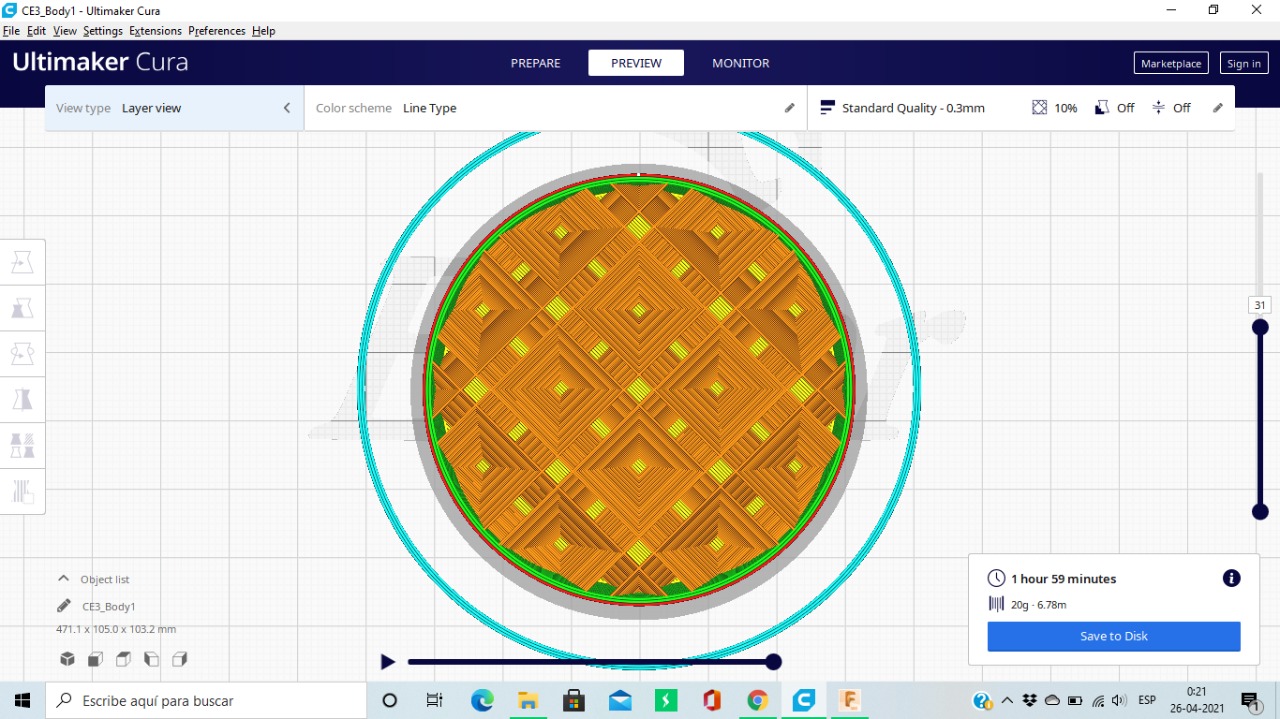 CE3_Body1 - Ultimaker Cura
File Edit View Settings Extensions Preferences Help
Ultimaker Cura
PREPARE PREVIEW MONITOR
Marketplace Sign in
View type Layer view
Color scheme Line Type
Standard Quality - 0.3mm 10% Off Off
31
Object list
CE3_Body1
471.1 x 105.0 x 103.2 mm
1 hour 59 minutes
20g · 6.78m
Save to Disk
Escribe aquí para buscar
ESP
0:21
26-04-2021
1